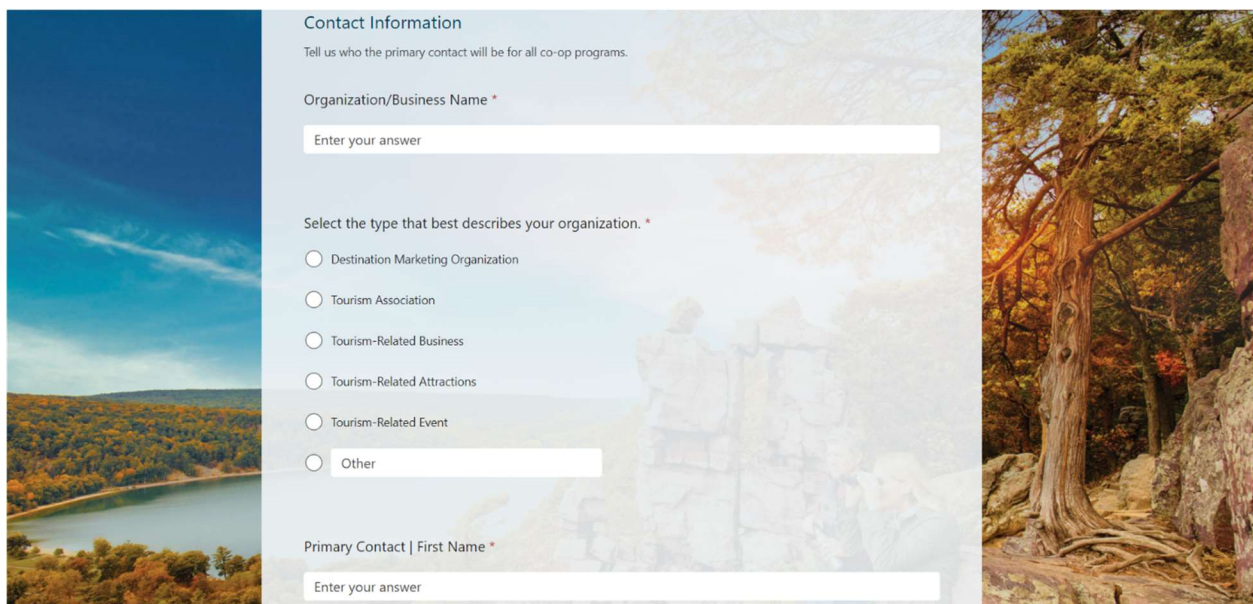 Contact Information
Tell us who the primary contact will be for all co-op programs.
Organization/Business Name *
Enter your answer
Select the type that best describes your organization. *
Destination Marketing Organization
Tourism Association
Tourism-Related Business
Tourism-Related Attractions
Tourism-Related Event
Other
Primary Contact | First Name *
Enter your answer